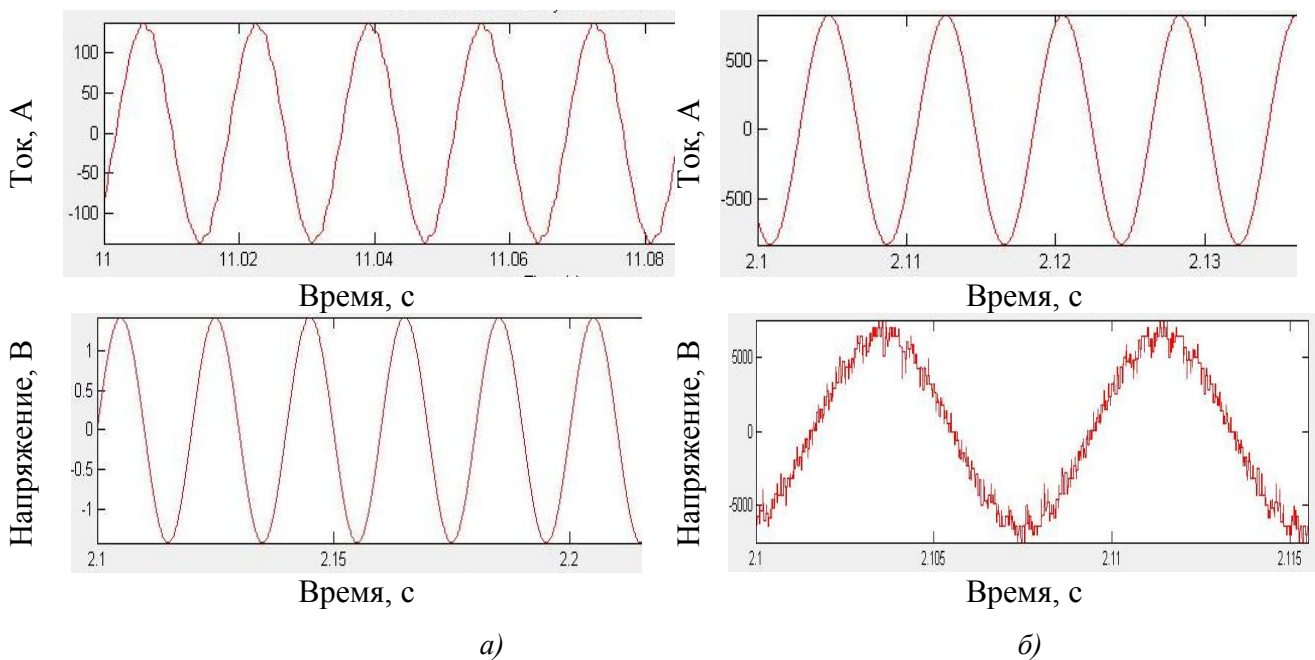 Ток, А
100
50
0
-50
-100
11 11.02 11.04 11.06 11.08
Время, с
Ток, А
500
0
-500
2.1 2.11 2.12 2.13
Время, с
Напряжение, В
1
0.5
0
-0.5
-1
2.1 2.15 2.2
Время, с
Напряжение, В
5000
0
-5000
2.1 2.105 2.11 2.115
Время, с
а) б)